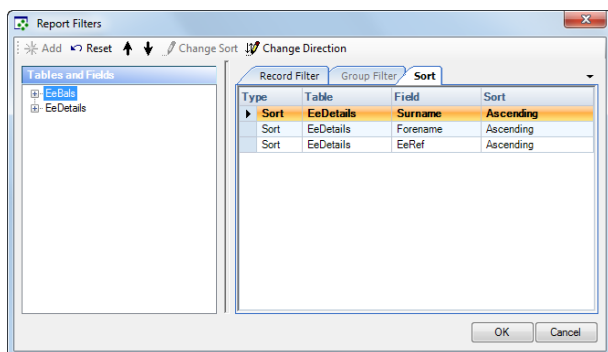 Report Filters
Add Reset Change Sort Change Direction
Tables and Fields
EeBals
EeDetails
Record Filter Group Filter Sort
Type Table Field Sort
Sort EeDetails Surname Ascending
Sort EeDetails Forename Ascending
Sort EeDetails EeRef Ascending
OK Cancel